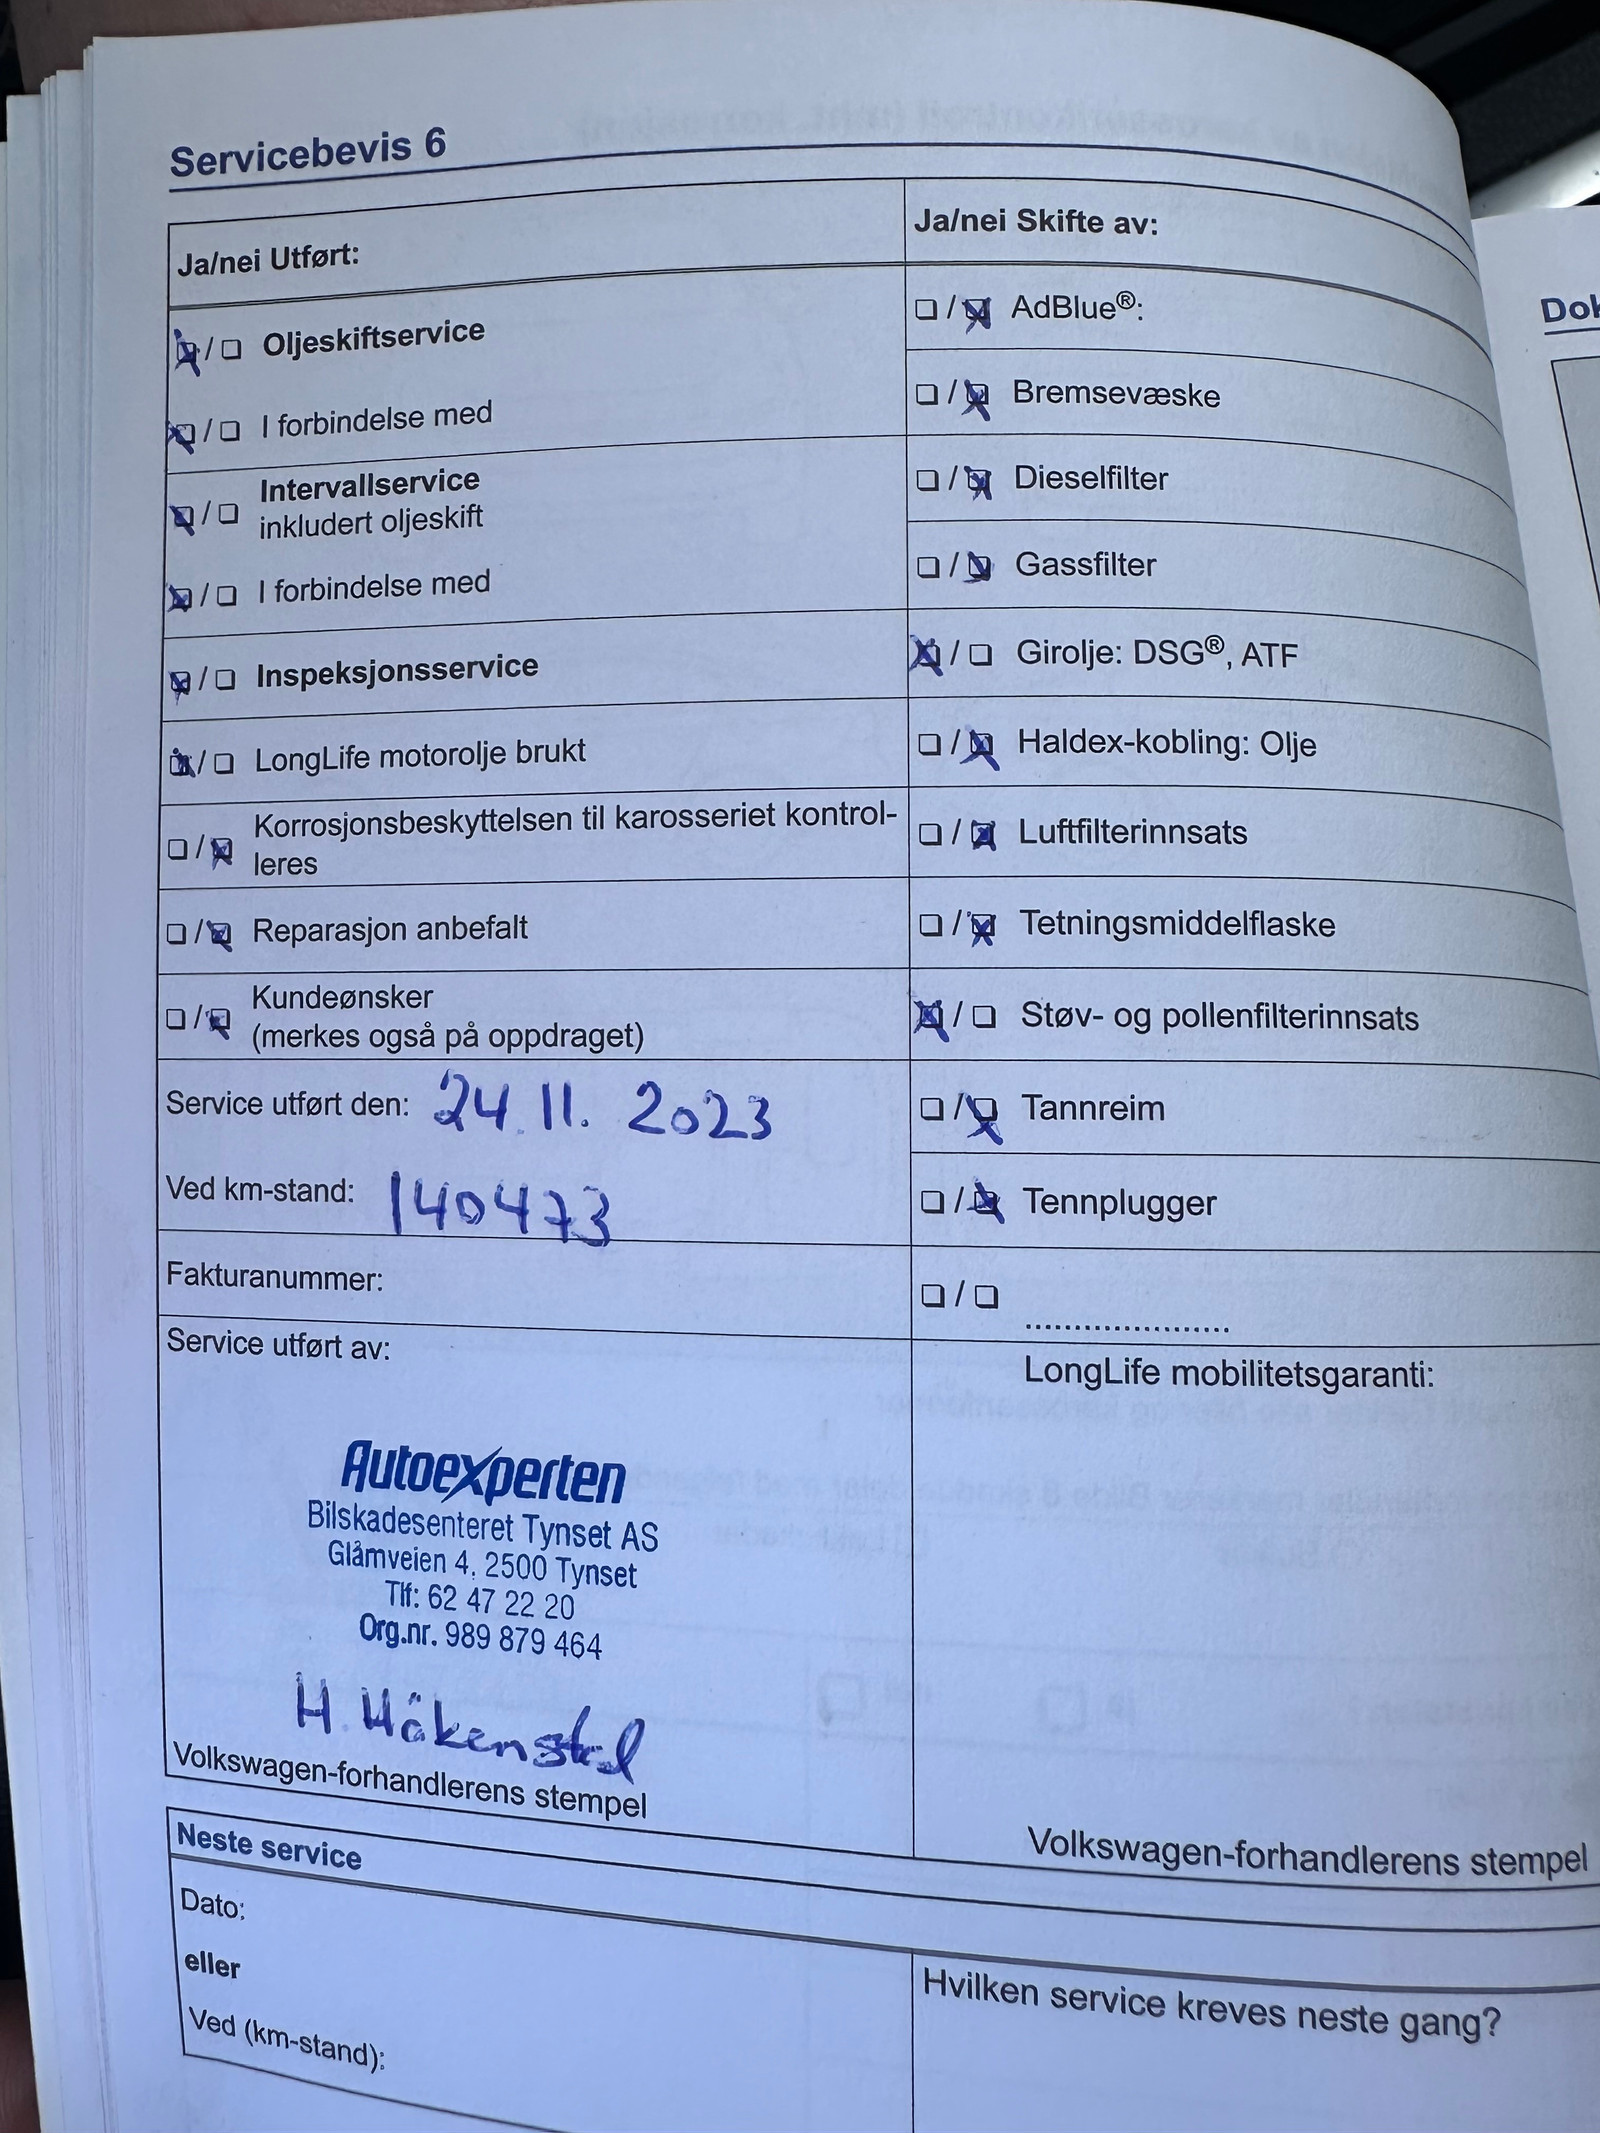 Servicebevis 6
Ja/nei Utført:
☒/☐ Oljeskiftservice
☒/☐ I forbindelse med
☒/☐ Intervallservice
inkludert oljeskift
☒/☐ I forbindelse med
☒/☐ Inspeksjonsservice
☒/☐ LongLife motorolje brukt
☐/☒ Korrosjonsbeskyttelsen til karosseriet kontrol-
leres
☐/☒ Reparasjon anbefalt
☐/☒ Kundeønsker
(merkes også på oppdraget)
Service utført den: 24.11. 2023
Ved km-stand: 140473
Fakturanummer:
Service utført av:
Autoexperten
Bilskadesenteret Tynset AS
Glåmveien 4, 2500 Tynset
Tlf: 62 47 22 20
Org.nr. 989 879 464
H.
Volkswagen-forhandlerens stempel
Ja/nei Skifte av:
☐/☒ AdBlue®:
☐/☒ Bremsevæske
☐/☒ Dieselfilter
☐/☒ Gassfilter
☒/☐ Girolje: DSG®, ATF
☐/☒ Haldex-kobling: Olje
☐/☒ Luftfilterinnsats
☐/☒ Tetningsmiddelflaske
☒/☐ Støv- og pollenfilterinnsats
☐/☒ Tannreim
☐/☒ Tennplugger
☐/☐ .....................
LongLife mobilitetsgaranti:
Volkswagen-forhandlerens stempel
Neste service
Dato:
eller
Ved (km-stand):
Hvilken service kreves neste gang?